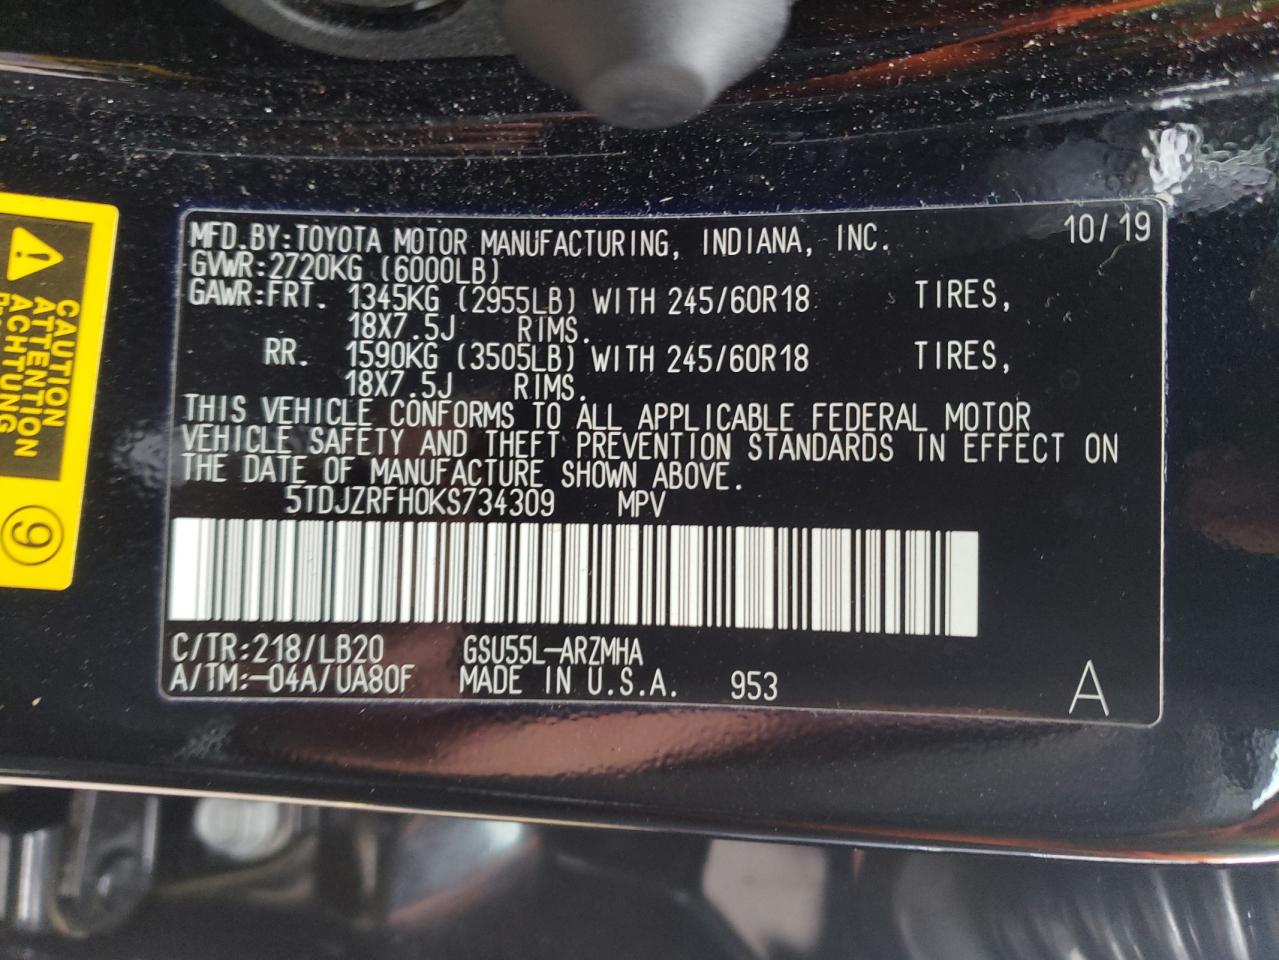 MFD.BY:TOYOTA MOTOR MANUFACTURING, INDIANA, INC. 10/19
GVWR:2720KG (6000LB)
GAWR:FRT. 1345KG (2955LB) WITH 245/60R18 TIRES,
18X7.5J RIMS.
RR. 1590KG (3505LB) WITH 245/60R18 TIRES,
18X7.5J RIMS.
THIS VEHICLE CONFORMS TO ALL APPLICABLE FEDERAL MOTOR
VEHICLE SAFETY AND THEFT PREVENTION STANDARDS IN EFFECT ON
THE DATE OF MANUFACTURE SHOWN ABOVE.
5TDJZRFH0KS734309 MPV
C/TR:218/LB20 GSU55L-ARZMHA
A/TM:-04A/UA80F MADE IN U.S.A. 953 A
CAUTION
ATTENTION
ACHTUNG
9